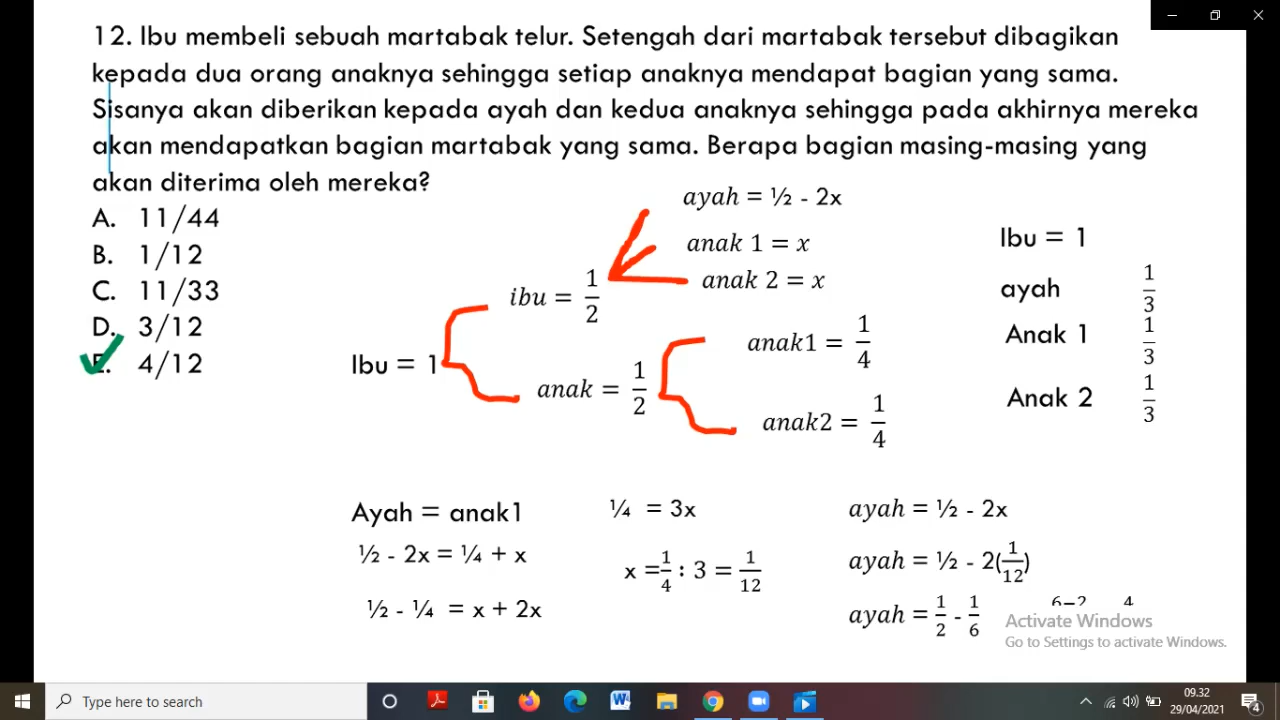 12. Ibu membeli sebuah martabak telur. Setengah dari martabak tersebut dibagikan
kepada dua orang anaknya sehingga setiap anaknya mendapat bagian yang sama.
Sisanya akan diberikan kepada ayah dan kedua anaknya sehingga pada akhirnya mereka
akan mendapatkan bagian martabak yang sama. Berapa bagian masing-masing yang
akan diterima oleh mereka?
A. 11/44
B. 1/12
C. 11/33
D. 3/12
E. 4/12
Ibu = 1
ibu = 1/2
anak = 1/2
ayah = ½ - 2x
anak 1 = x
anak 2 = x
anak1 = 1/4
anak2 = 1/4
Ibu = 1
ayah 1/3
Anak 1 1/3
Anak 2 1/3
Ayah = anak1
½ - 2x = ¼ + x
½ - ¼ = x + 2x
¼ = 3x
x = 1/4 : 3 = 1/12
ayah = ½ - 2x
ayah = ½ - 2(1/12)
ayah = 1/2 - 1/6 6−2 4
Activate Windows
Go to Settings to activate Windows.
Type here to search
09.32
29/04/2021
4